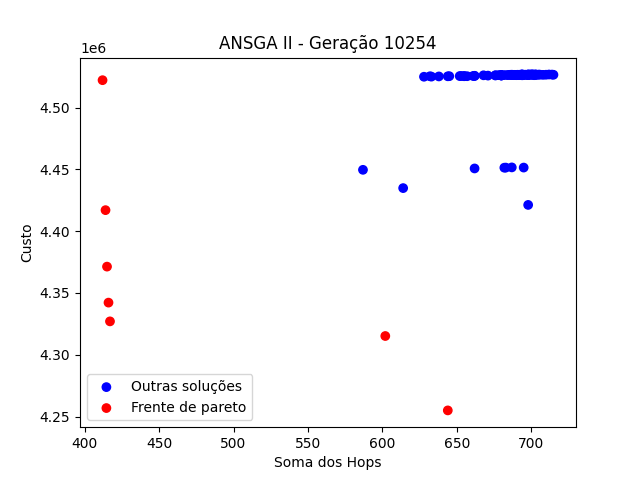 ANSGA II - Geração 10254
1e6
4.50
4.45
4.40
4.35
4.30
4.25
Custo
400 450 500 550 600 650 700
Soma dos Hops
Outras soluções
Frente de pareto